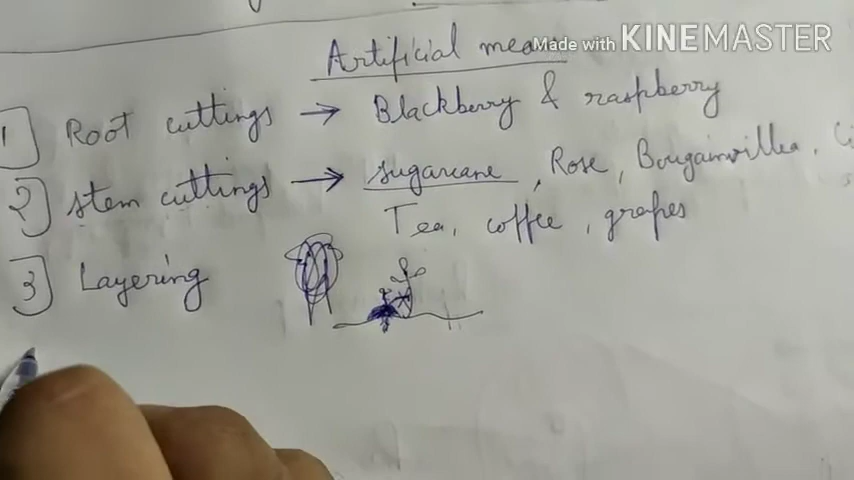 Artificial mea
Made with KINEMASTER
1 Root cuttings → Blackberry & raspberry
2 stem cuttings → sugarcane, Rose, Bougainvillea,
Tea, coffee, grapes
3 Layering